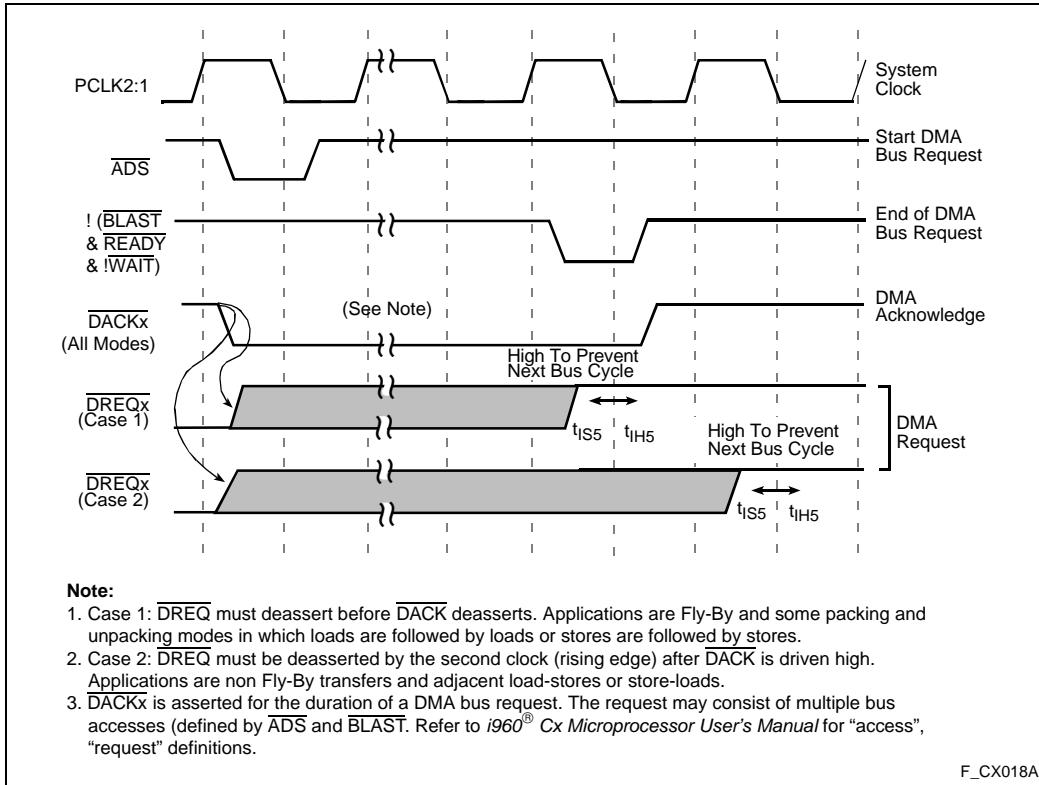 PCLK2:1
System
Clock
ADS
Start DMA
Bus Request
! (BLAST
& READY
& !WAIT)
End of DMA
Bus Request
DACKx
(All Modes)
(See Note)
DMA
Acknowledge
High To Prevent
Next Bus Cycle
DREQx
(Case 1)
tIS5 tIH5
High To Prevent
Next Bus Cycle
DMA
Request
DREQx
(Case 2)
tIS5 tIH5
Note:
1. Case 1: DREQ must deassert before DACK deasserts. Applications are Fly-By and some packing and
unpacking modes in which loads are followed by loads or stores are followed by stores.
2. Case 2: DREQ must be deasserted by the second clock (rising edge) after DACK is driven high.
Applications are non Fly-By transfers and adjacent load-stores or store-loads.
3. DACKx is asserted for the duration of a DMA bus request. The request may consist of multiple bus
accesses (defined by ADS and BLAST. Refer to i960® Cx Microprocessor User's Manual for “access”,
“request” definitions.
F_CX018A